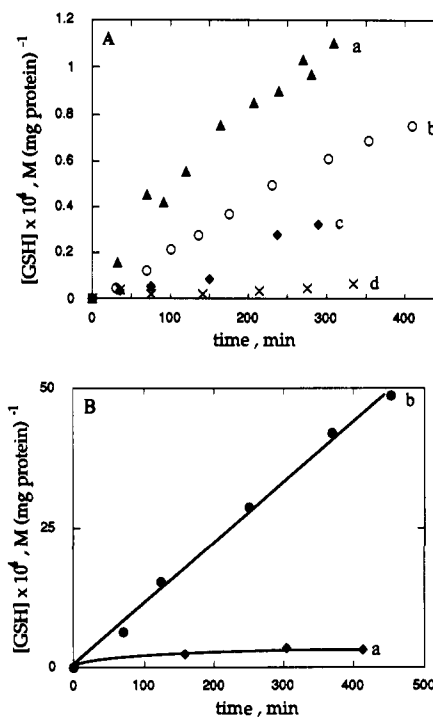 A
a
b
c
d
1.2
1
0.8
0.6
0.4
0.2
0
0 100 200 300 400
time , min
[GSH] x 10⁴ , M (mg protein) ⁻¹
B
b
a
50
25
0
0 100 200 300 400 500
time , min
[GSH] x 10⁴ , M (mg protein) ⁻¹